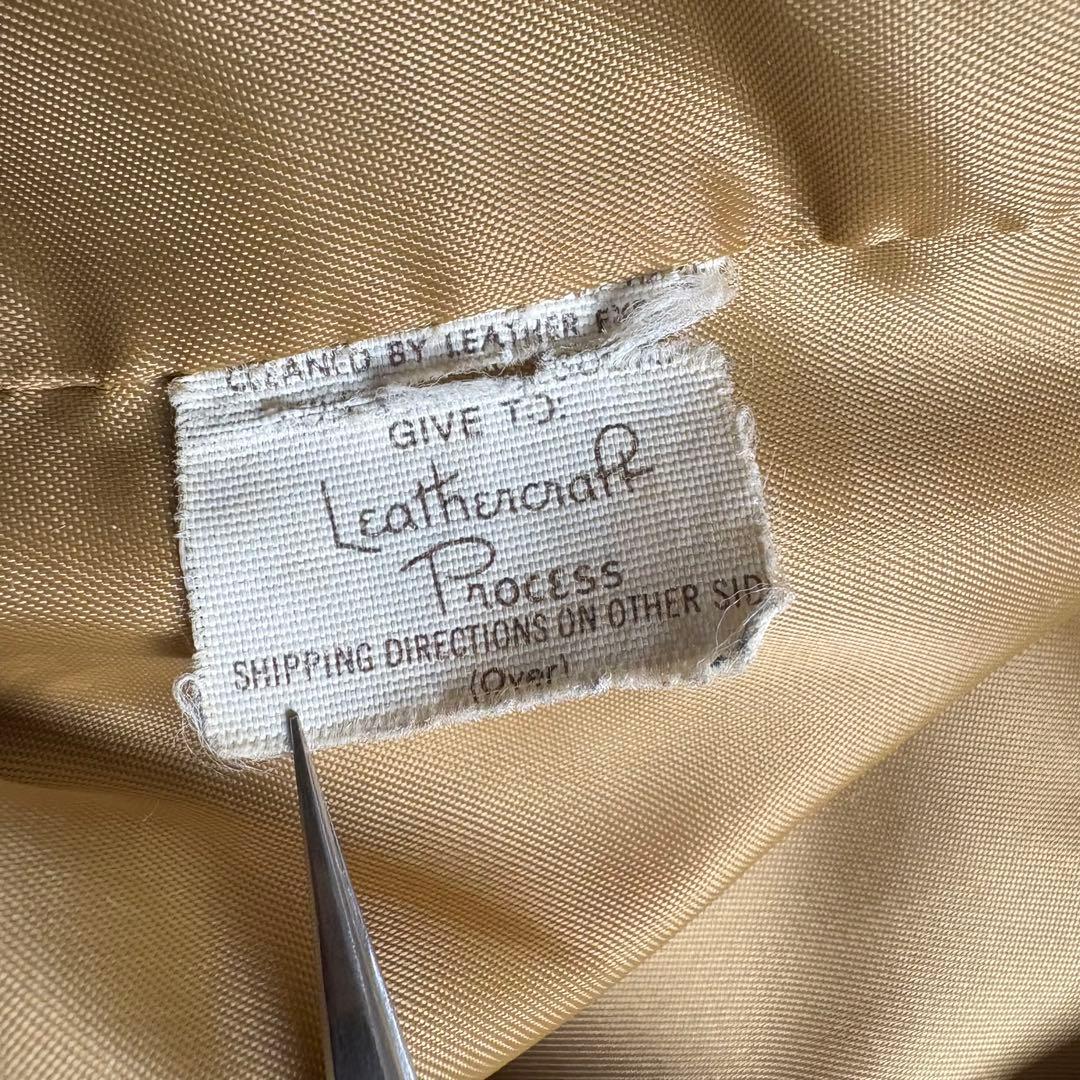 CLEANED BY LEATHER
GIVE TO:
Leathercraft
Process
SHIPPING DIRECTIONS ON OTHER SID
(Over)